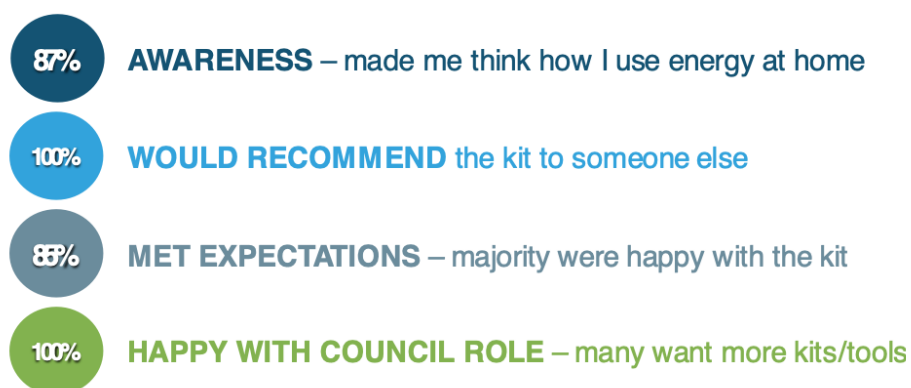 87% AWARENESS – made me think how I use energy at home
100% WOULD RECOMMEND the kit to someone else
85% MET EXPECTATIONS – majority were happy with the kit
100% HAPPY WITH COUNCIL ROLE – many want more kits/tools